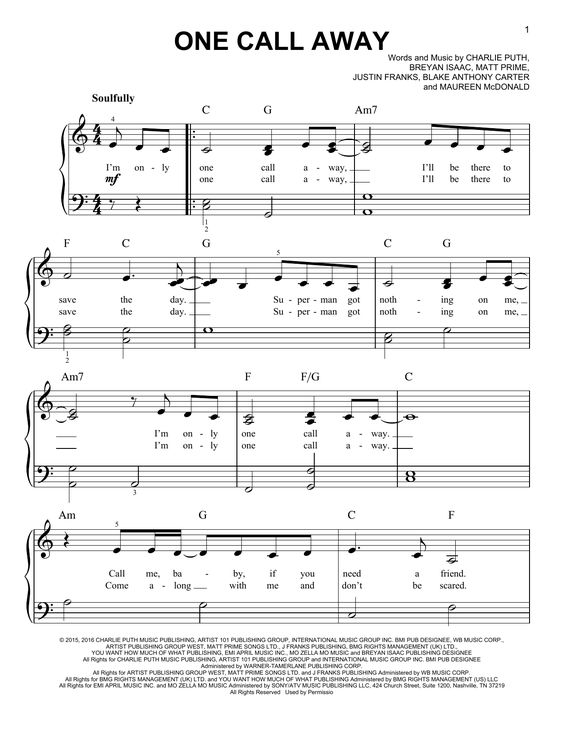 1
ONE CALL AWAY
Words and Music by CHARLIE PUTH,
BREYAN ISAAC, MATT PRIME,
JUSTIN FRANKS, BLAKE ANTHONY CARTER
and MAUREEN McDONALD
Soulfully
C G Am7
4
I'm on - ly one call a - way, I'll be there to
mf one call a - way, I'll be there to
1
2
F C G C G
5
save the day. Su - per - man got noth - ing on me,
save the day. Su - per - man got noth - ing on me,
1
2
Am7 F F/G C
I'm on - ly one call a - way.
I'm on - ly one call a - way.
3
Am G C F
5
Call me, ba - by, if you need a friend.
Come a - long with me and don't be scared.
© 2015, 2016 CHARLIE PUTH MUSIC PUBLISHING, ARTIST 101 PUBLISHING GROUP, INTERNATIONAL MUSIC GROUP INC. BMI PUB DESIGNEE, WB MUSIC CORP.,
ARTIST PUBLISHING GROUP WEST, MATT PRIME SONGS LTD., J FRANKS PUBLISHING, BMG RIGHTS MANAGEMENT (UK) LTD.,
YOU WANT HOW MUCH OF WHAT PUBLISHING, EMI APRIL MUSIC INC., MO ZELLA MO MUSIC and BREYAN ISAAC PUBLISHING DESIGNEE
All Rights for CHARLIE PUTH MUSIC PUBLISHING, ARTIST 101 PUBLISHING GROUP and INTERNATIONAL MUSIC GROUP INC. BMI PUB DESIGNEE
Administered by WARNER-TAMERLANE PUBLISHING CORP.
All Rights for ARTIST PUBLISHING GROUP WEST, MATT PRIME SONGS LTD. and J FRANKS PUBLISHING Administered by WB MUSIC CORP.
All Rights for BMG RIGHTS MANAGEMENT (UK) LTD. and YOU WANT HOW MUCH OF WHAT PUBLISHING Administered by BMG RIGHTS MANAGEMENT (US) LLC
All Rights for EMI APRIL MUSIC INC. and MO ZELLA MO MUSIC Administered by SONY/ATV MUSIC PUBLISHING LLC, 424 Church Street, Suite 1200, Nashville, TN 37219
All Rights Reserved Used by Permissio